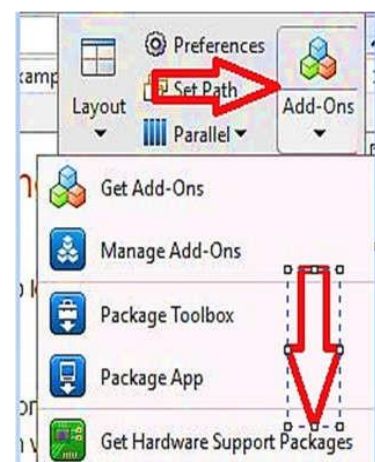 Preferences
Set Path
Layout
Parallel
Add-Ons
Get Add-Ons
Manage Add-Ons
Package Toolbox
Package App
Get Hardware Support Packages